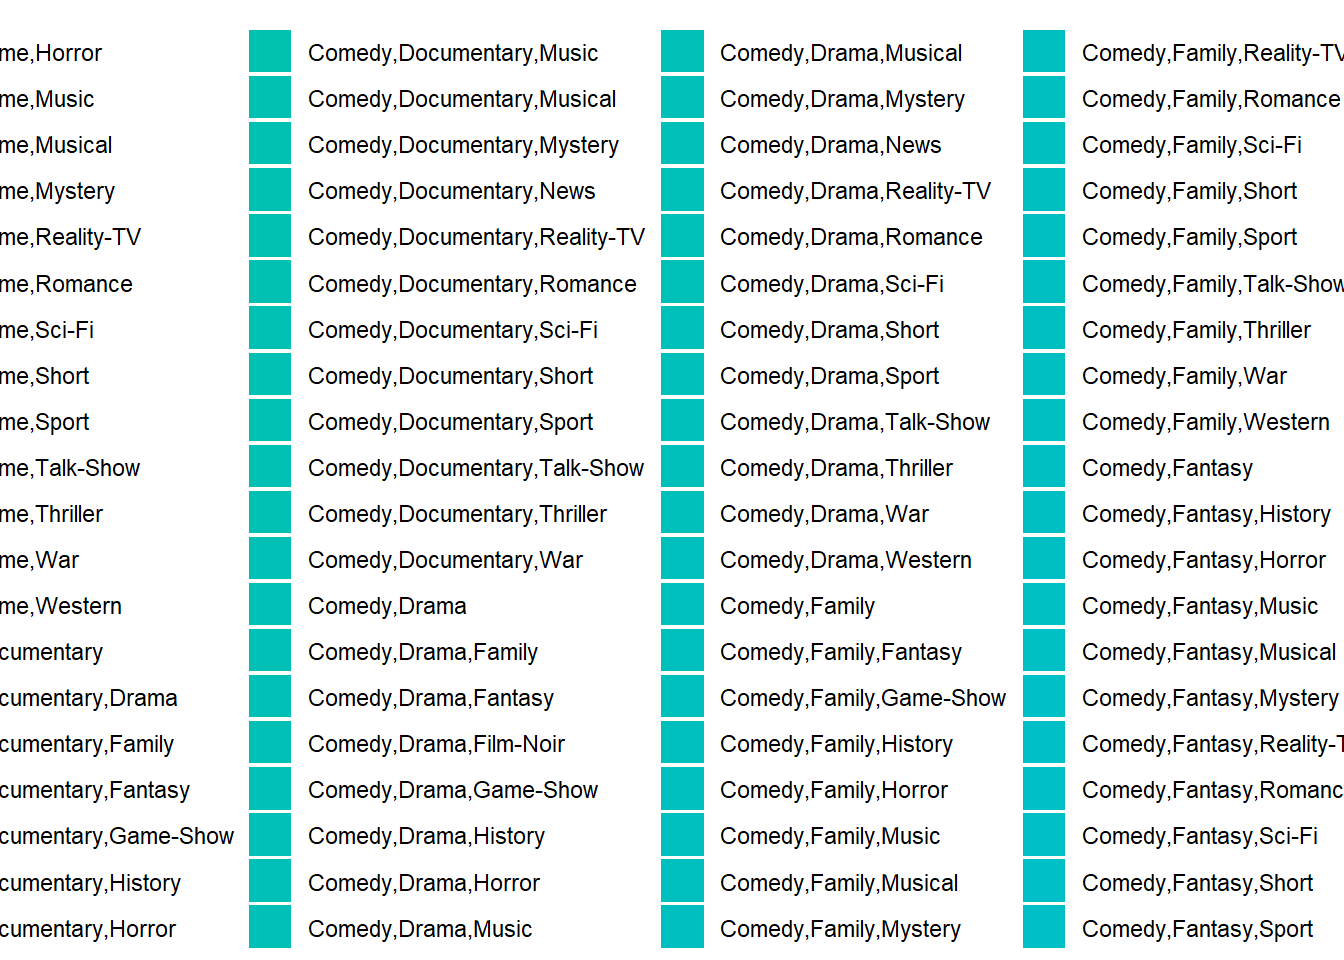 me,Horror
me,Music
me,Musical
me,Mystery
me,Reality-TV
me,Romance
me,Sci-Fi
me,Short
me,Sport
me,Talk-Show
me,Thriller
me,War
me,Western
cumentary
cumentary,Drama
cumentary,Family
cumentary,Fantasy
cumentary,Game-Show
cumentary,History
cumentary,Horror
Comedy,Documentary,Music
Comedy,Documentary,Musical
Comedy,Documentary,Mystery
Comedy,Documentary,News
Comedy,Documentary,Reality-TV
Comedy,Documentary,Romance
Comedy,Documentary,Sci-Fi
Comedy,Documentary,Short
Comedy,Documentary,Sport
Comedy,Documentary,Talk-Show
Comedy,Documentary,Thriller
Comedy,Documentary,War
Comedy,Drama
Comedy,Drama,Family
Comedy,Drama,Fantasy
Comedy,Drama,Film-Noir
Comedy,Drama,Game-Show
Comedy,Drama,History
Comedy,Drama,Horror
Comedy,Drama,Music
Comedy,Drama,Musical
Comedy,Drama,Mystery
Comedy,Drama,News
Comedy,Drama,Reality-TV
Comedy,Drama,Romance
Comedy,Drama,Sci-Fi
Comedy,Drama,Short
Comedy,Drama,Sport
Comedy,Drama,Talk-Show
Comedy,Drama,Thriller
Comedy,Drama,War
Comedy,Drama,Western
Comedy,Family
Comedy,Family,Fantasy
Comedy,Family,Game-Show
Comedy,Family,History
Comedy,Family,Horror
Comedy,Family,Music
Comedy,Family,Musical
Comedy,Family,Mystery
Comedy,Family,Reality-TV
Comedy,Family,Romance
Comedy,Family,Sci-Fi
Comedy,Family,Short
Comedy,Family,Sport
Comedy,Family,Talk-Show
Comedy,Family,Thriller
Comedy,Family,War
Comedy,Family,Western
Comedy,Fantasy
Comedy,Fantasy,History
Comedy,Fantasy,Horror
Comedy,Fantasy,Music
Comedy,Fantasy,Musical
Comedy,Fantasy,Mystery
Comedy,Fantasy,Reality-T
Comedy,Fantasy,Romanc
Comedy,Fantasy,Sci-Fi
Comedy,Fantasy,Short
Comedy,Fantasy,Sport